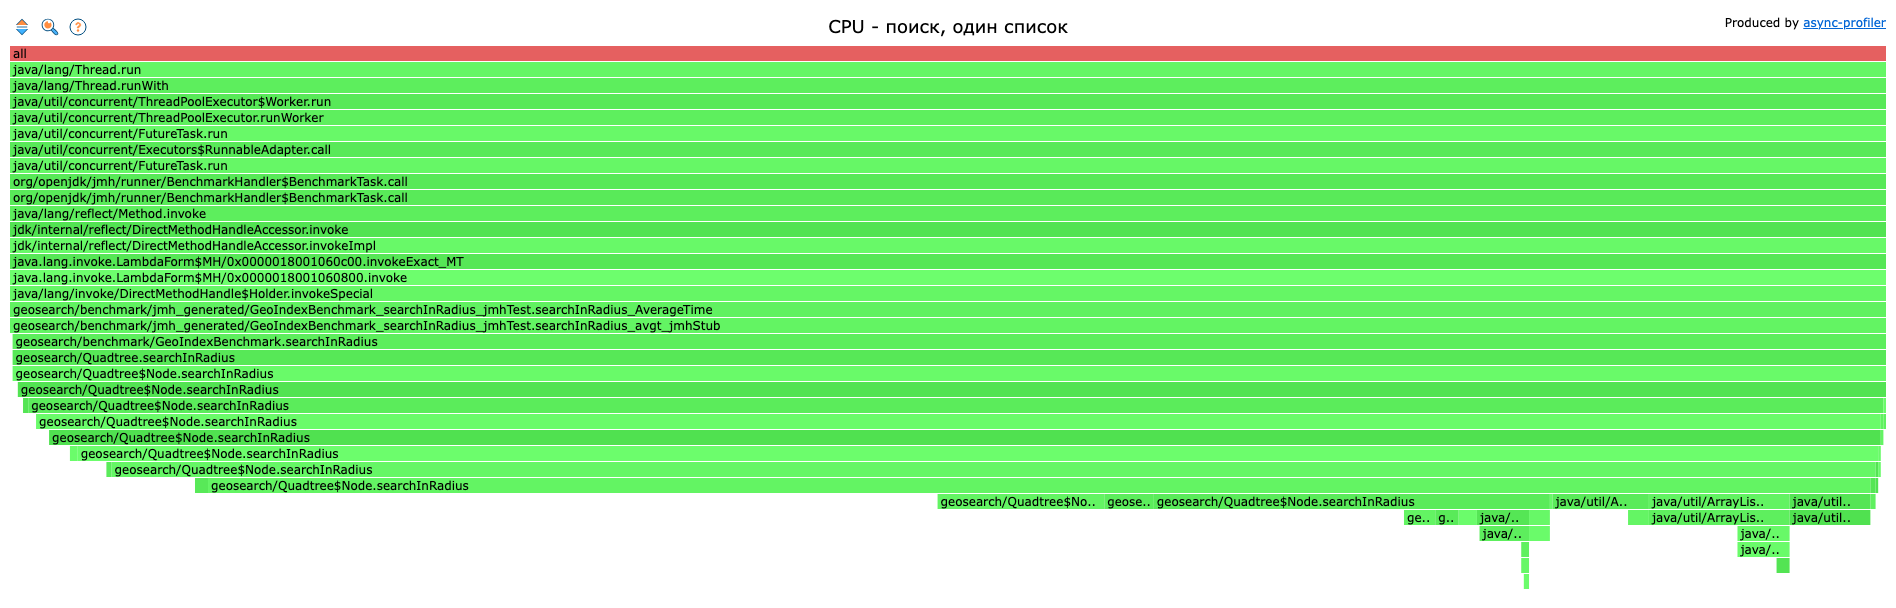 CPU - поиск, один список
Produced by async-profiler
all
java/lang/Thread.run
java/lang/Thread.runWith
java/util/concurrent/ThreadPoolExecutor$Worker.run
java/util/concurrent/ThreadPoolExecutor.runWorker
java/util/concurrent/FutureTask.run
java/util/concurrent/Executors$RunnableAdapter.call
java/util/concurrent/FutureTask.run
org/openjdk/jmh/runner/BenchmarkHandler$BenchmarkTask.call
org/openjdk/jmh/runner/BenchmarkHandler$BenchmarkTask.call
java/lang/reflect/Method.invoke
jdk/internal/reflect/DirectMethodHandleAccessor.invoke
jdk/internal/reflect/DirectMethodHandleAccessor.invokeImpl
java.lang.invoke.LambdaForm$MH/0x0000018001060c00.invokeExact_MT
java.lang.invoke.LambdaForm$MH/0x0000018001060800.invoke
java/lang/invoke/DirectMethodHandle$Holder.invokeSpecial
geosearch/benchmark/jmh_generated/GeoIndexBenchmark_searchInRadius_jmhTest.searchInRadius_AverageTime
geosearch/benchmark/jmh_generated/GeoIndexBenchmark_searchInRadius_jmhTest.searchInRadius_avgt_jmhStub
geosearch/benchmark/GeoIndexBenchmark.searchInRadius
geosearch/Quadtree.searchInRadius
geosearch/Quadtree$Node.searchInRadius
geosearch/Quadtree$Node.searchInRadius
geosearch/Quadtree$Node.searchInRadius
geosearch/Quadtree$Node.searchInRadius
geosearch/Quadtree$Node.searchInRadius
geosearch/Quadtree$Node.searchInRadius
geosearch/Quadtree$Node.searchInRadius
geosearch/Quadtree$Node.searchInRadius
geosearch/Quadtree$No.. geose.. geosearch/Quadtree$Node.searchInRadius java/util/A.. java/util/ArrayLis.. java/util..
ge.. g.. java/.. java/util/ArrayLis.. java/util..
java/.. java/..
java/..